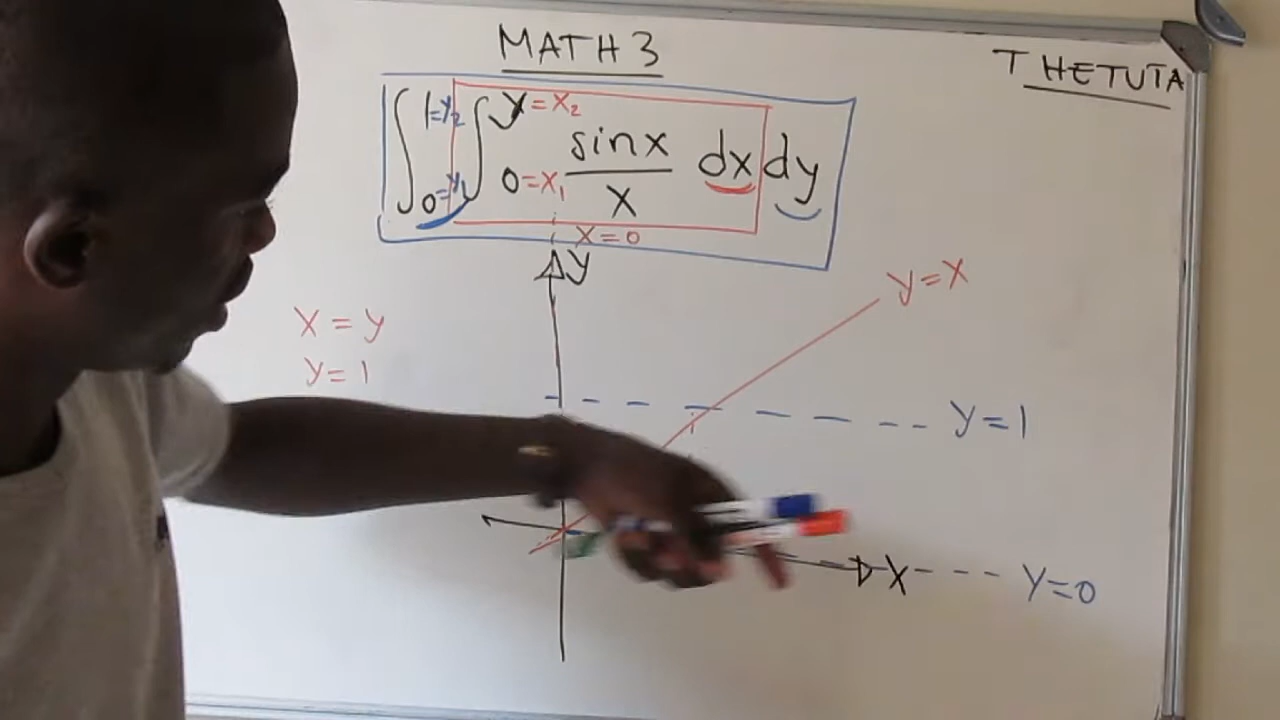 MATH 3
THETUTA
∫₀₌y₁^1=y₂ ∫₀₌x₁^y=x₂ sinx/x dx dy
x=0
y
y=x
x=y
y=1
y=1
x
y=0